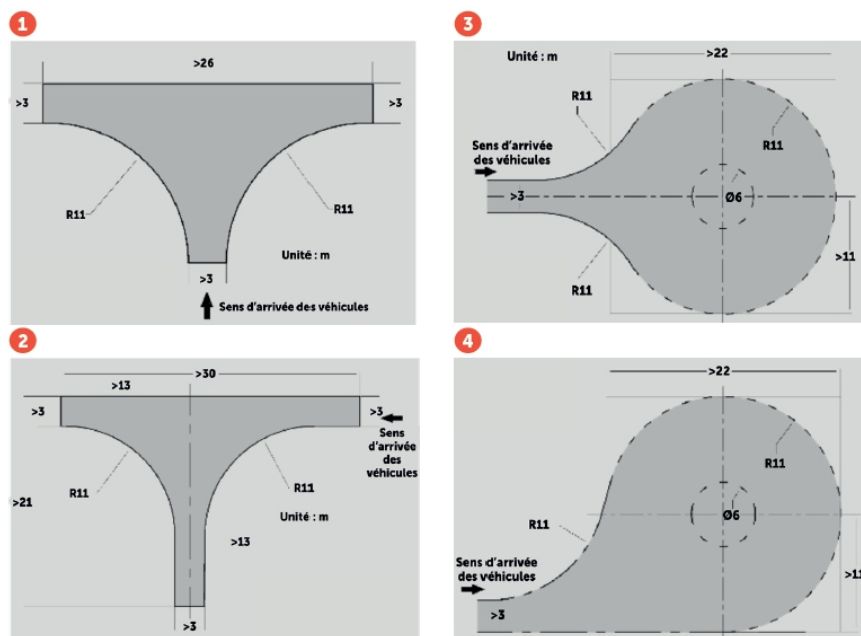 1
>26
>3
>3
R11
R11
Unité : m
>3
Sens d'arrivée des véhicules
2
>30
>13
>3
>3
Sens
d'arrivée
des
véhicules
R11
R11
>21
Unité : m
>13
>3
3
Unité : m
>22
R11
R11
Sens d'arrivée
des véhicules
>3
Ø6
>11
R11
4
>22
R11
R11
Ø6
Sens d'arrivée
des véhicules
>3
>11